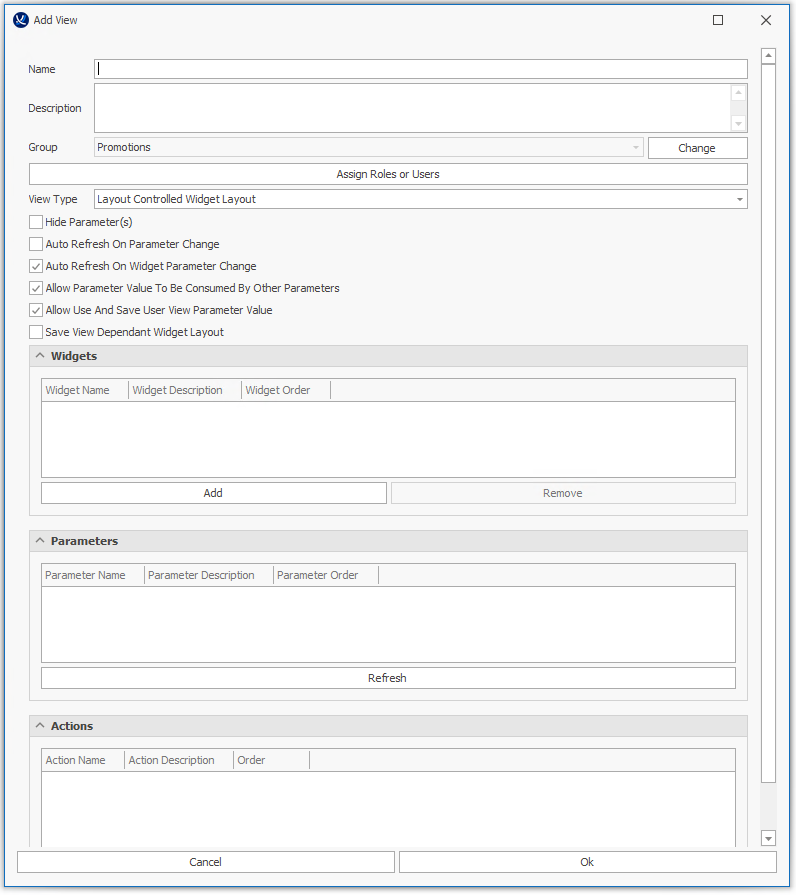 Add View
Name
Description
Group Promotions Change
Assign Roles or Users
View Type Layout Controlled Widget Layout
Hide Parameter(s)
Auto Refresh On Parameter Change
Auto Refresh On Widget Parameter Change
Allow Parameter Value To Be Consumed By Other Parameters
Allow Use And Save User View Parameter Value
Save View Dependant Widget Layout
Widgets
Widget Name Widget Description Widget Order
Add Remove
Parameters
Parameter Name Parameter Description Parameter Order
Refresh
Actions
Action Name Action Description Order
Cancel Ok